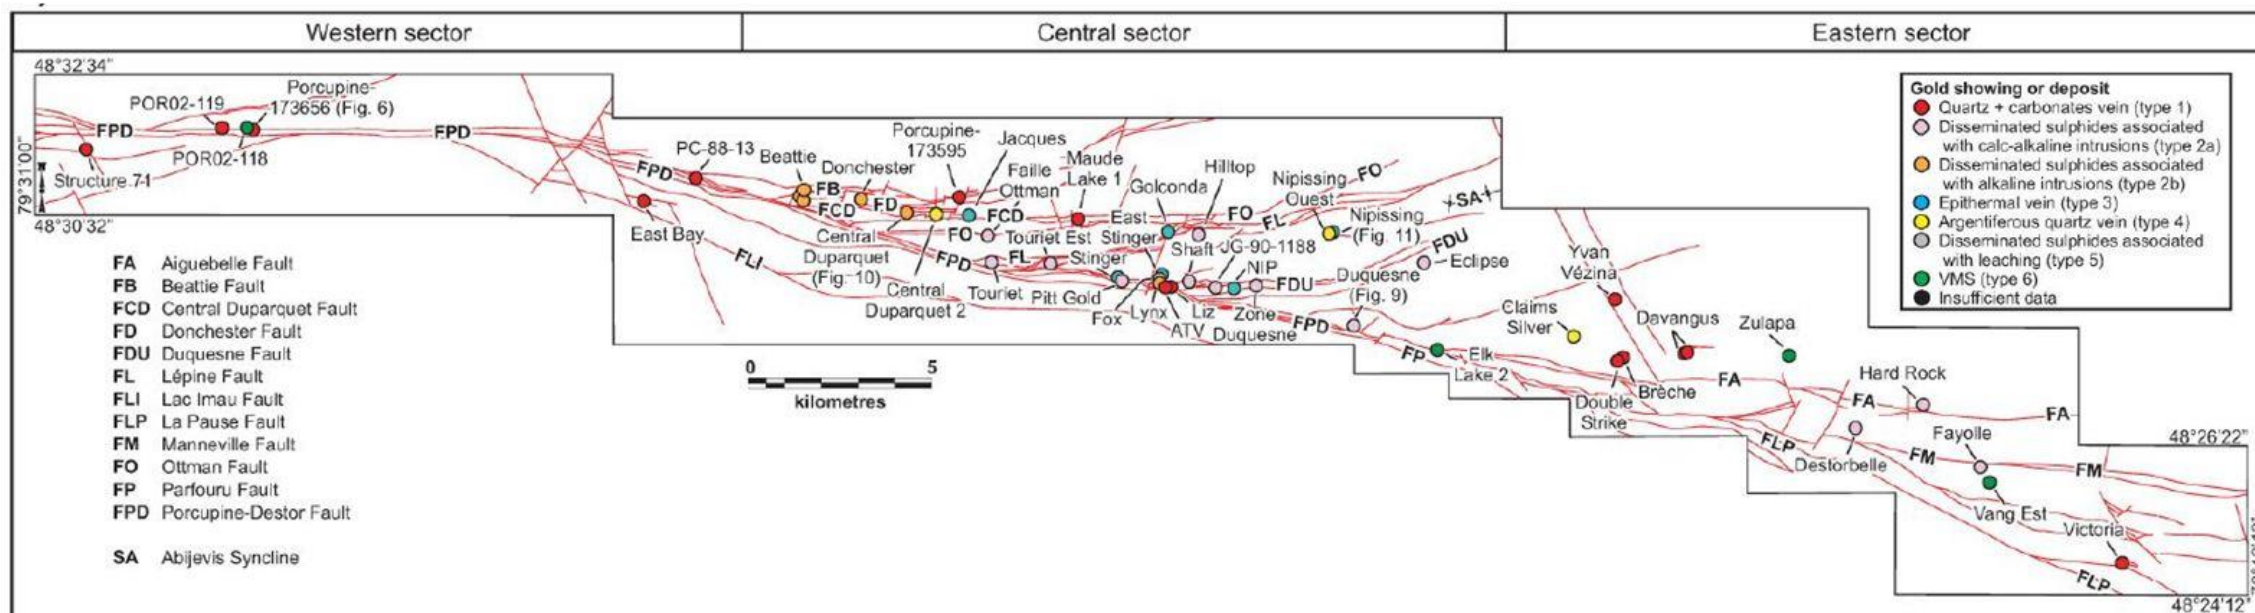 Western sector
Central sector
Eastern sector
48°32'34"
79°31'00"
48°30'32"
POR02-119
Porcupine-
173656 (Fig. 6)
FPD
POR02-118
Structure 71
FPD
PC-88-13
Beattie
Donchester
Porcupine-
173595
Jacques
Faille
Ottman
Maude
Lake 1
Golconda
Hilltop
Nipissing
Ouest
FO
SA
FPD
FB
FCD
FD
FCD
FO
East Bay
FLI
Central
Duparquet
(Fig. 10)
Central
Duparquet 2
FO
FPD
FL
Touriet
Touriet Est
Stinger
East
Stinger
Pitt Gold
Fox
Lynx
ATV
Liz
Shaft
JG-90-1188
NIP
Zone
Duquesne
FL
FDU
Nipissing
(Fig. 11)
FDU
Eclipse
Duquesne
(Fig. 9)
FPD
FP
Elk
Lake 2
Yvan
Vézina
Claims
Silver
Davangus
Zulapa
Double
Strike
Brèche
FA
Hard Rock
FA
FA
FLP
Destorbelle
FM
Fayolle
FM
Vang Est
Victoria
FLP
48°26'22"
48°24'12"
Gold showing or deposit
Quartz + carbonates vein (type 1)
Disseminated sulphides associated
with calc-alkaline intrusions (type 2a)
Disseminated sulphides associated
with alkaline intrusions (type 2b)
Epithermal vein (type 3)
Argentiferous quartz vein (type 4)
Disseminated sulphides associated
with leaching (type 5)
VMS (type 6)
Insufficient data
FA Aiguebelle Fault
FB Beattie Fault
FCD Central Duparquet Fault
FD Donchester Fault
FDU Duquesne Fault
FL Lépine Fault
FLI Lac Imau Fault
FLP La Pause Fault
FM Manneville Fault
FO Ottman Fault
FP Parfouru Fault
FPD Porcupine-Destor Fault
SA Abijevis Syncline
0 5
kilometres